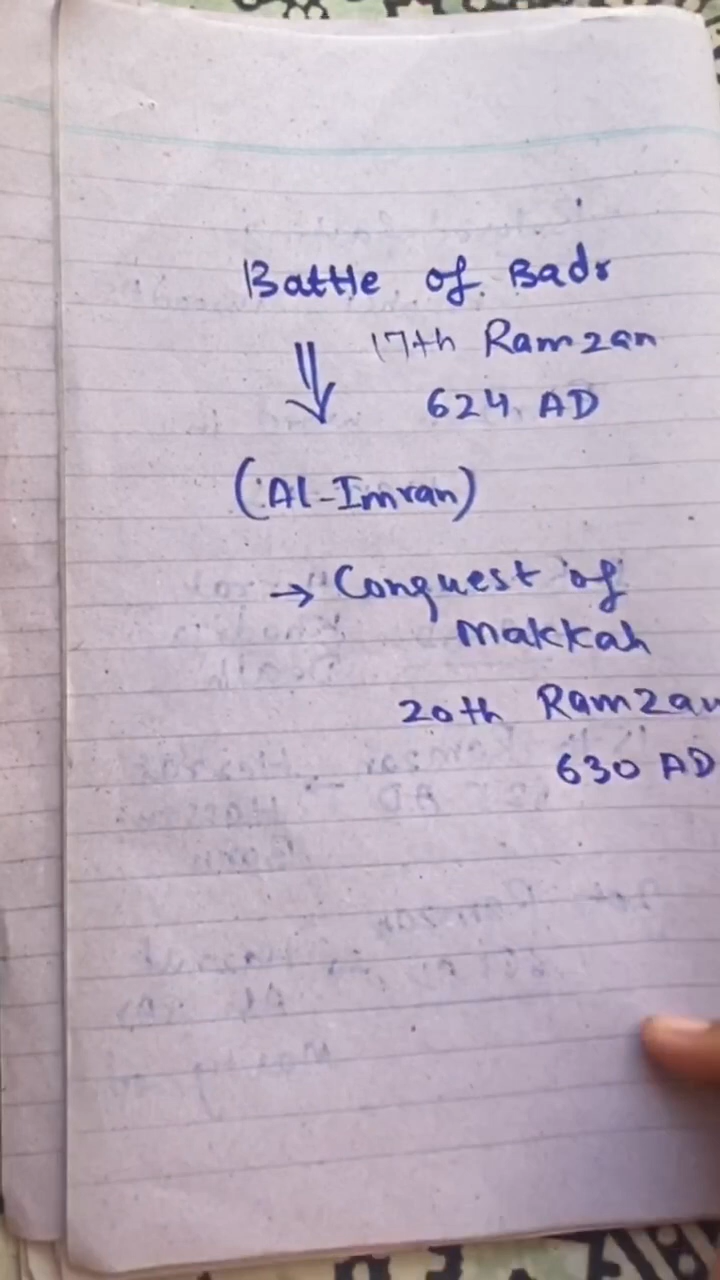 Battle of Badr
17th Ramzan
624 AD
(Al-Imran)
→ Conquest of
Makkah
20th Ramzan
630 AD